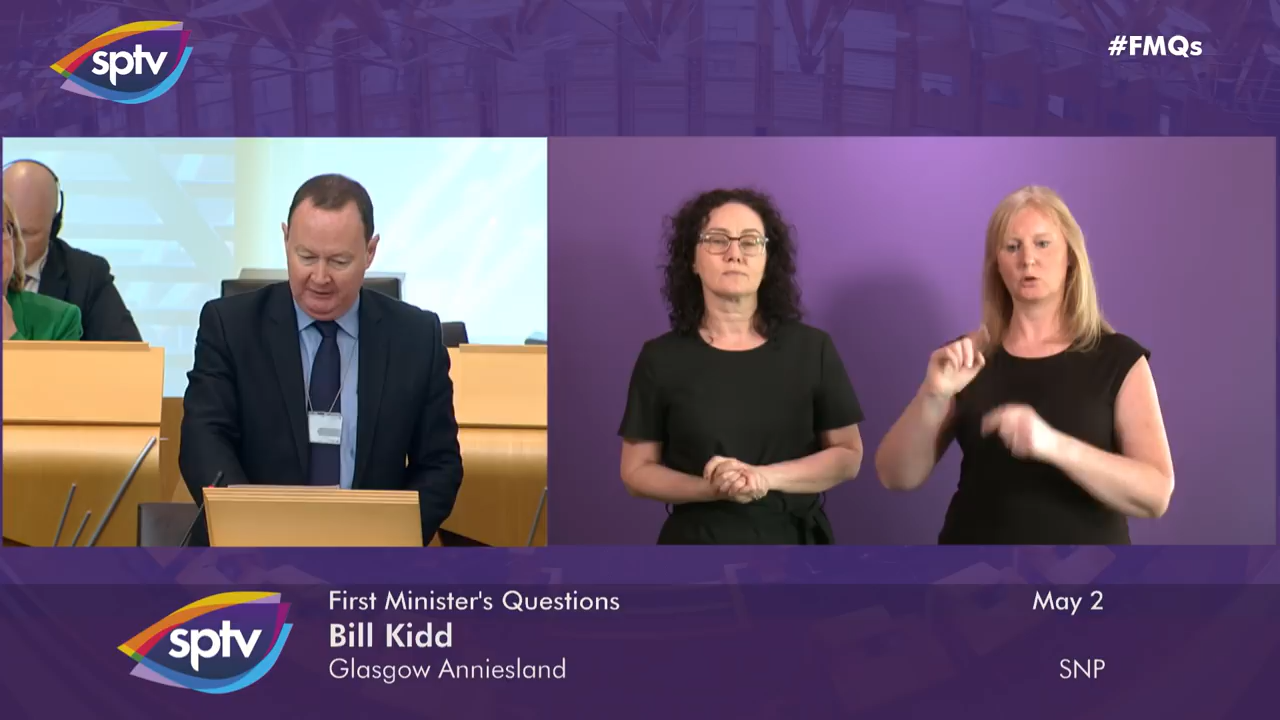 sptv
#FMQs
sptv
First Minister's Questions
May 2
Bill Kidd
Glasgow Anniesland
SNP